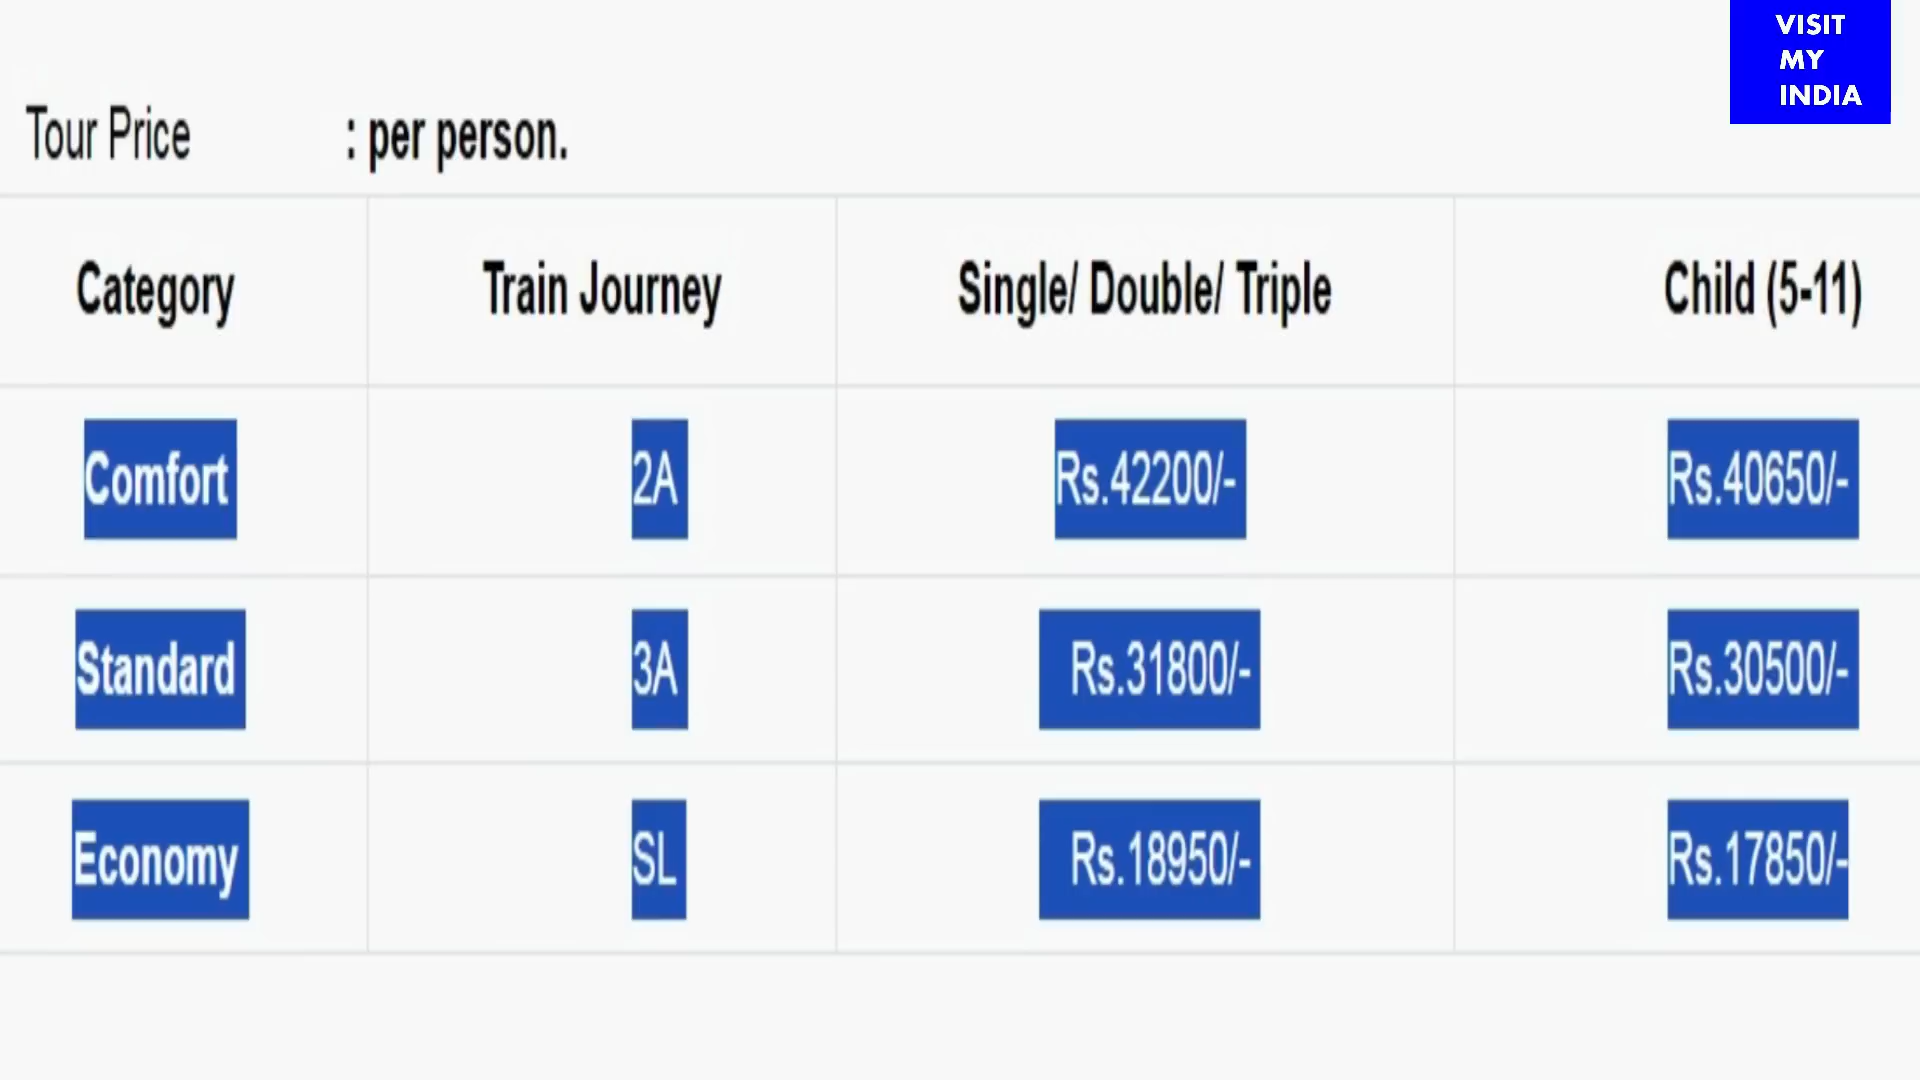 VISIT
MY
INDIA
Tour Price : per person.
Category Train Journey Single/ Double/ Triple Child (5-11)
Comfort 2A Rs.42200/- Rs.40650/-
Standard 3A Rs.31800/- Rs.30500/-
Economy SL Rs.18950/- Rs.17850/-